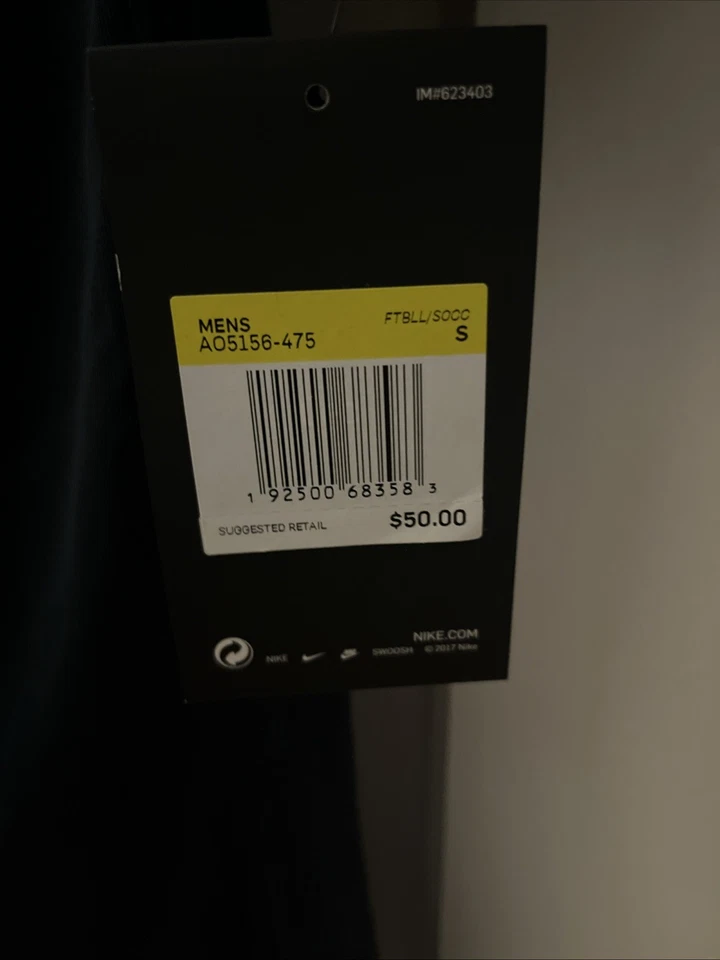 IM#623403
MENS FTBLL/SOCC
AO5156-475 S
1 92500 68358 3
SUGGESTED RETAIL $50.00
NIKE.COM
NIKE SWOOSH © 2017 Nike